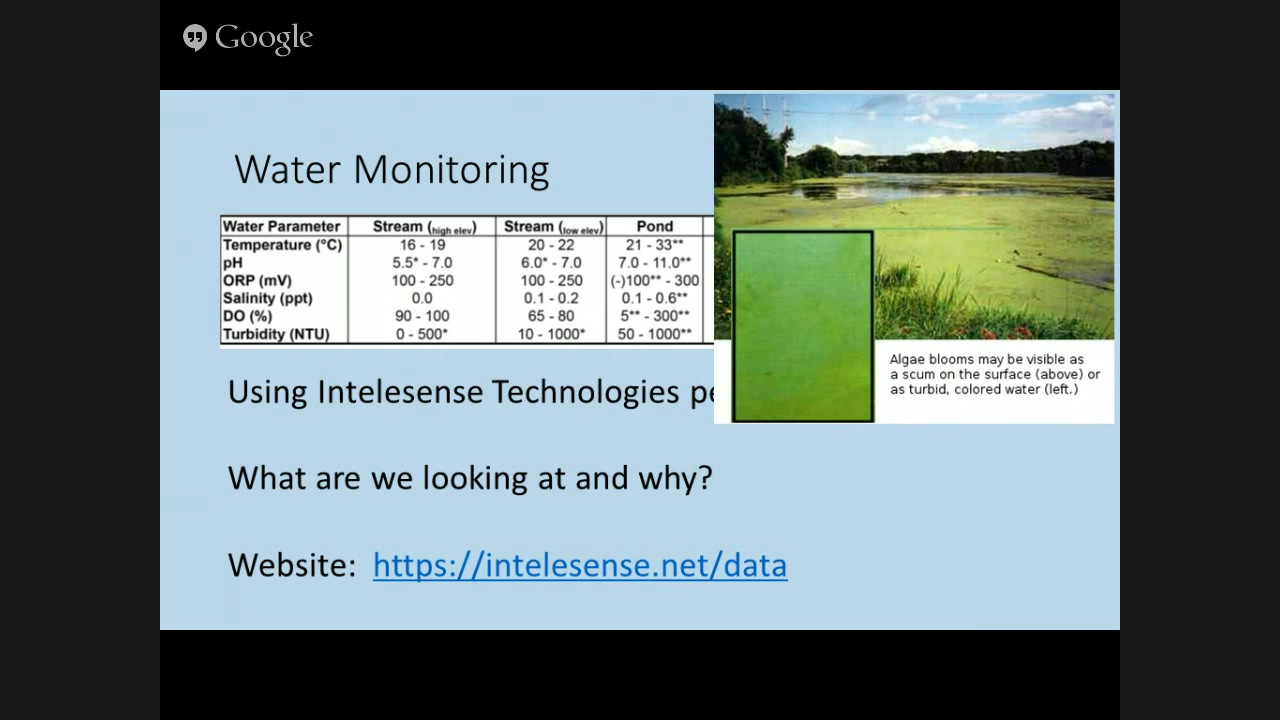 Google
Water Monitoring
Water Parameter Stream (high elev) Stream (low elev) Pond
Temperature (°C) 16 - 19 20 - 22 21 - 33**
pH 5.5* - 7.0 6.0* - 7.0 7.0 - 11.0**
ORP (mV) 100 - 250 100 - 250 (-)100** - 300
Salinity (ppt) 0.0 0.1 - 0.2 0.1 - 0.6**
DO (%) 90 - 100 65 - 80 5** - 300**
Turbidity (NTU) 0 - 500* 10 - 1000* 50 - 1000**
Algae blooms may be visible as
a scum on the surface (above) or
as turbid, colored water (left.)
Using Intelesense Technologies
What are we looking at and why?
Website: https://intelesense.net/data